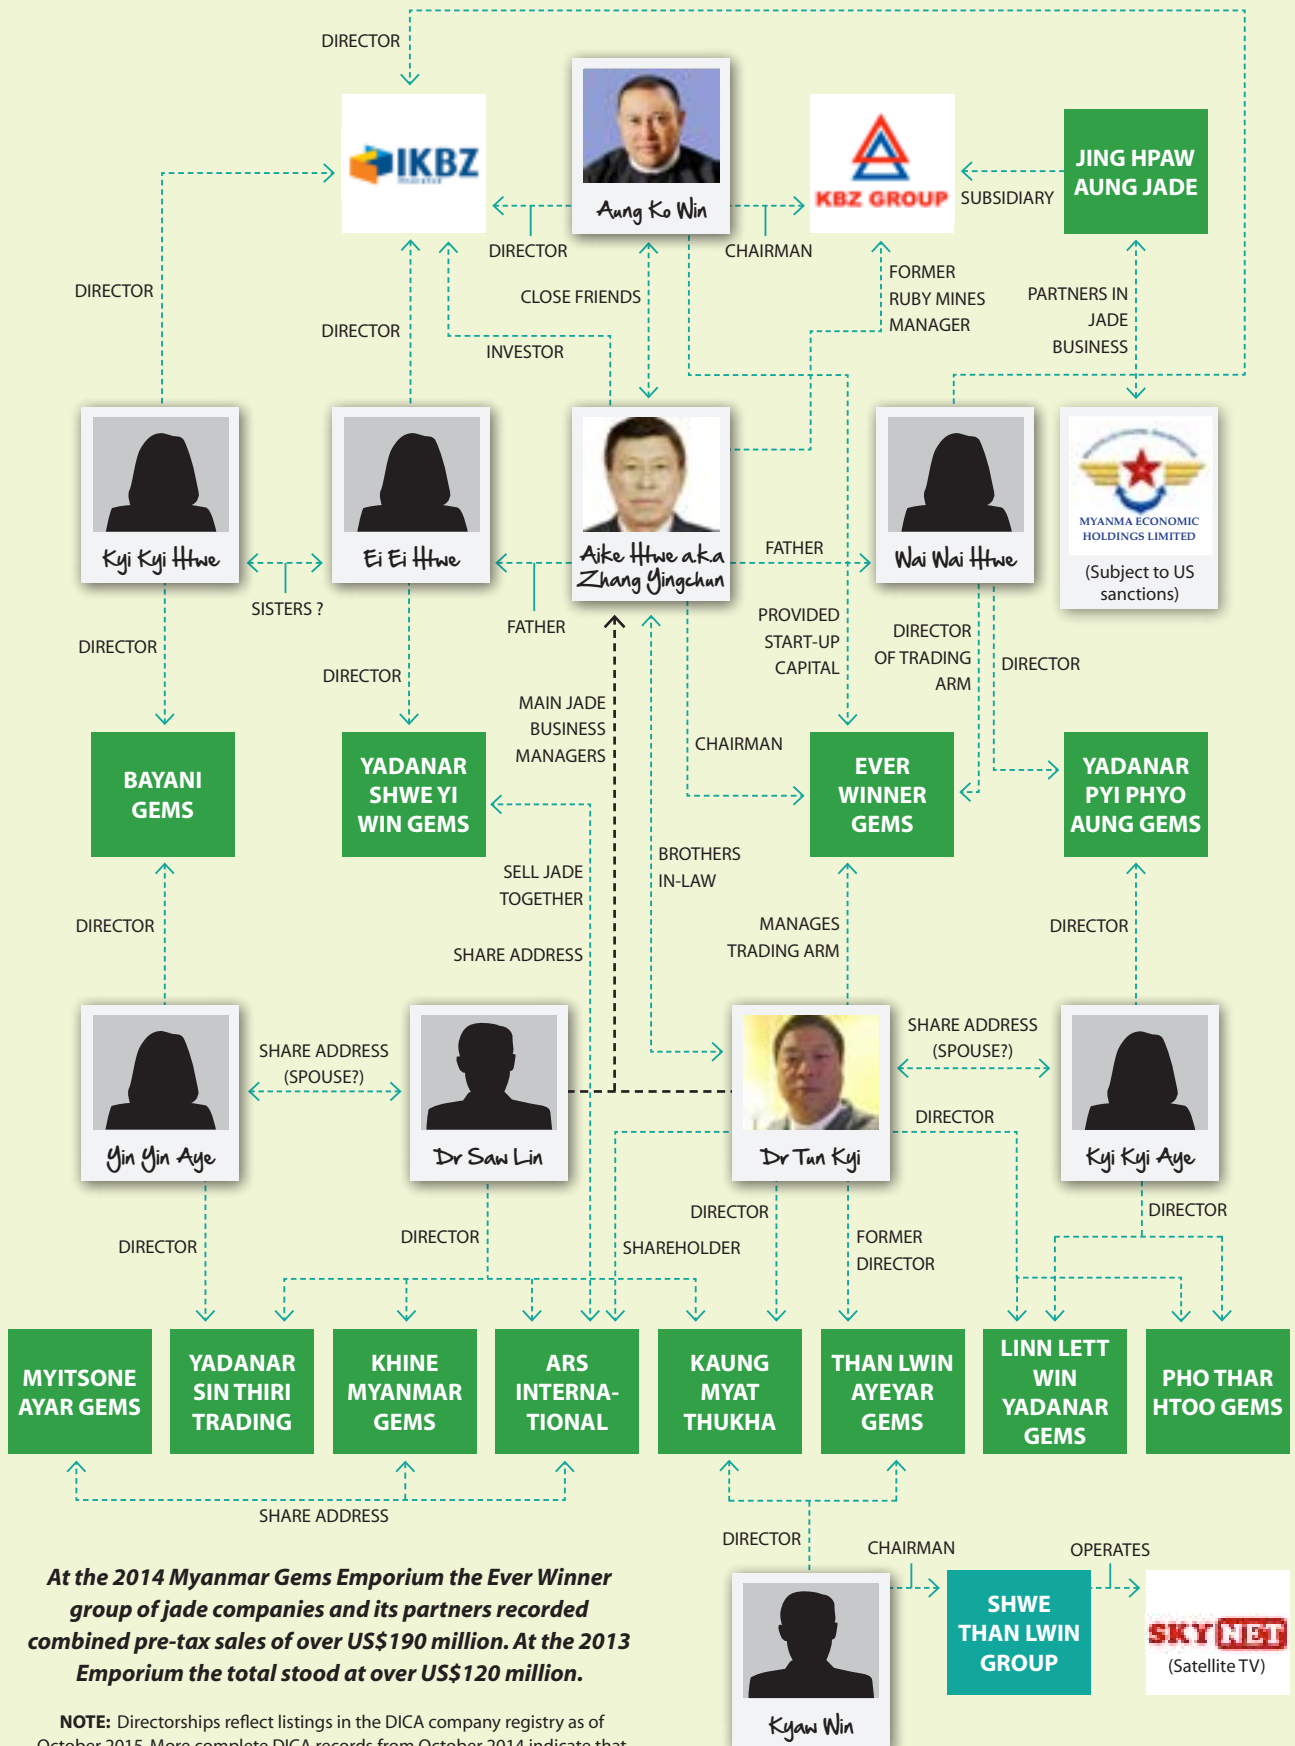 DIRECTOR
IKBZ
Aung Ko Win
KBZ GROUP
JING HPAW
AUNG JADE
SUBSIDIARY
DIRECTOR
CHAIRMAN
DIRECTOR
CLOSE FRIENDS
FORMER
RUBY MINES
MANAGER
PARTNERS IN
JADE
BUSINESS
DIRECTOR
INVESTOR
Kyi Kyi Htwe
Ei Ei Htwe
Aike Htwe a.k.a
Zhang Yingchun
Wai Wai Htwe
MYANMA ECONOMIC
HOLDINGS LIMITED
(Subject to US
sanctions)
SISTERS ?
FATHER
FATHER
DIRECTOR
DIRECTOR
PROVIDED
START-UP
CAPITAL
DIRECTOR
OF TRADING
ARM
DIRECTOR
MAIN JADE
BUSINESS
MANAGERS
CHAIRMAN
BAYANI
GEMS
YADANAR
SHWE YI
WIN GEMS
EVER
WINNER
GEMS
YADANAR
PYI PHYO
AUNG GEMS
SELL JADE
TOGETHER
BROTHERS
IN-LAW
DIRECTOR
SHARE ADDRESS
MANAGES
TRADING ARM
DIRECTOR
SHARE ADDRESS
(SPOUSE?)
SHARE ADDRESS
(SPOUSE?)
DIRECTOR
Yin Yin Aye
Dr Saw Lin
Dr Tun Kyi
Kyi Kyi Aye
DIRECTOR
DIRECTOR
SHAREHOLDER
DIRECTOR
FORMER
DIRECTOR
DIRECTOR
MYITSONE
AYAR GEMS
YADANAR
SIN THIRI
TRADING
KHINE
MYANMAR
GEMS
ARS
INTERNA-
TIONAL
KAUNG
MYAT
THUKHA
THAN LWIN
AYEYAR
GEMS
LINN LETT
WIN
YADANAR
GEMS
PHO THAR
HTOO GEMS
SHARE ADDRESS
DIRECTOR
CHAIRMAN
OPERATES
SHWE
THAN LWIN
GROUP
SKYNET
(Satellite TV)
Kyaw Win
At the 2014 Myanmar Gems Emporium the Ever Winner
group of jade companies and its partners recorded
combined pre-tax sales of over US$190 million. At the 2013
Emporium the total stood at over US$120 million.
NOTE: Directorships reflect listings in the DICA company registry as of
October 2015. More complete DICA records from October 2014 indicate that